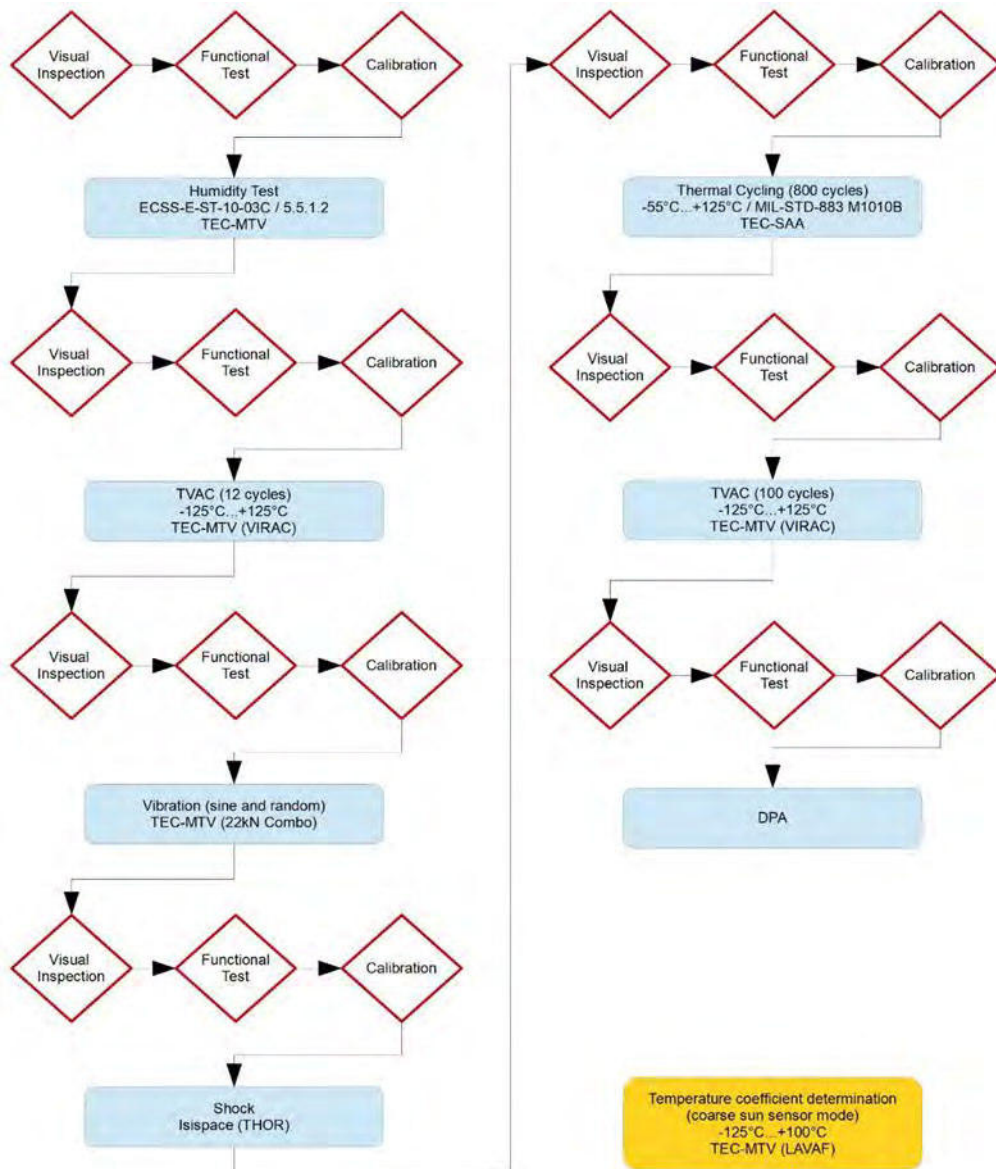 Visual
Inspection
Functional
Test
Calibration
Humidity Test
ECSS-E-ST-10-03C / 5.5.1.2
TEC-MTV
Visual
Inspection
Functional
Test
Calibration
TVAC (12 cycles)
-125°C...+125°C
TEC-MTV (VIRAC)
Visual
Inspection
Functional
Test
Calibration
Vibration (sine and random)
TEC-MTV (22kN Combo)
Visual
Inspection
Functional
Test
Calibration
Shock
Isispace (THOR)
Visual
Inspection
Functional
Test
Calibration
Thermal Cycling (800 cycles)
-55°C...+125°C / MIL-STD-883 M1010B
TEC-SAA
Visual
Inspection
Functional
Test
Calibration
TVAC (100 cycles)
-125°C...+125°C
TEC-MTV (VIRAC)
Visual
Inspection
Functional
Test
Calibration
DPA
Temperature coefficient determination
(coarse sun sensor mode)
-125°C...+100°C
TEC-MTV (LAVAF)